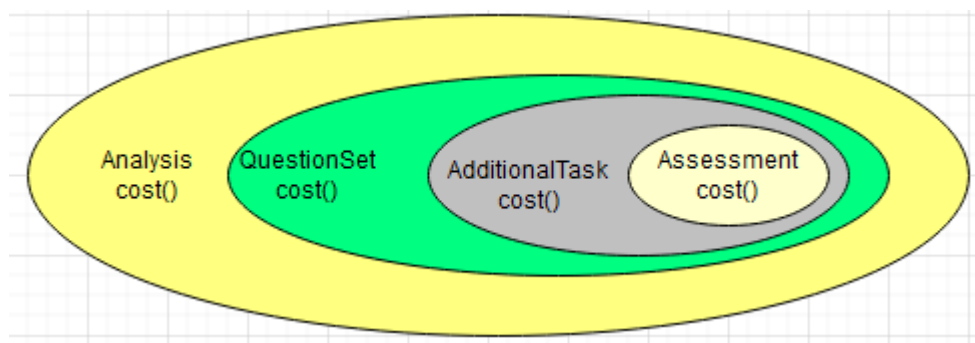 Analysis
cost()
QuestionSet
cost()
AdditionalTask
cost()
Assessment
cost()